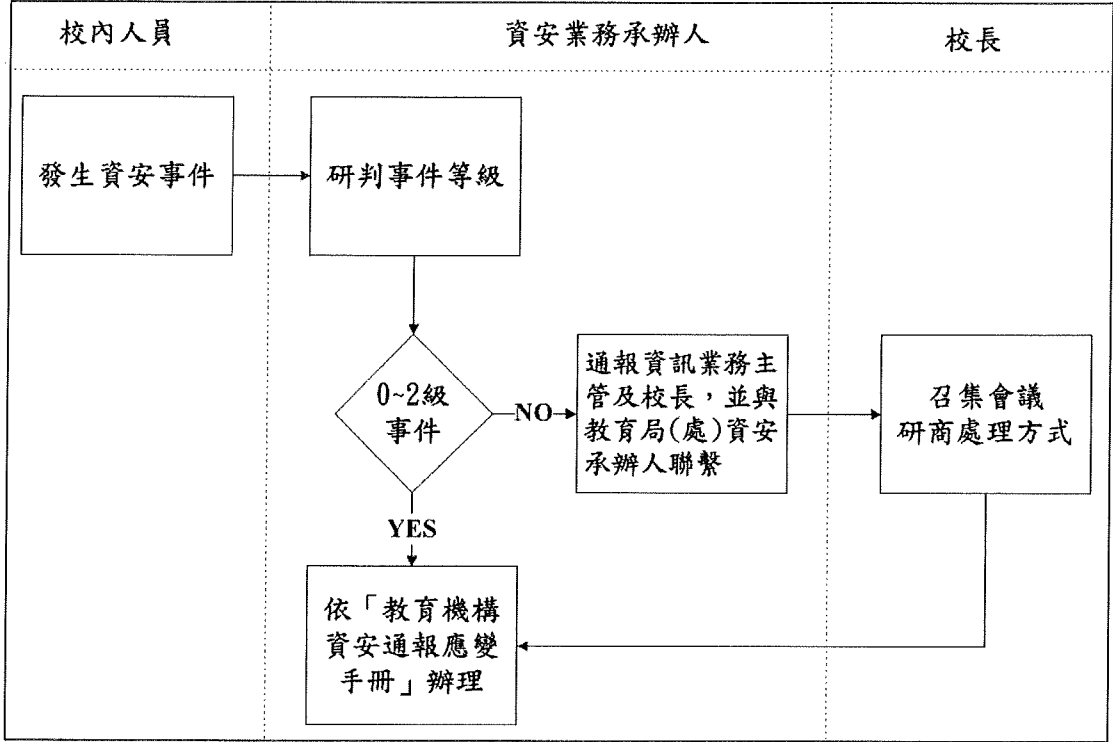 校內人員
資安業務承辦人
校長
發生資安事件
研判事件等級
0~2級
事件
NO
通報資訊業務主
管及校長，並與
教育局(處)資安
承辦人聯繫
召集會議
研商處理方式
YES
依「教育機構
資安通報應變
手冊」辦理